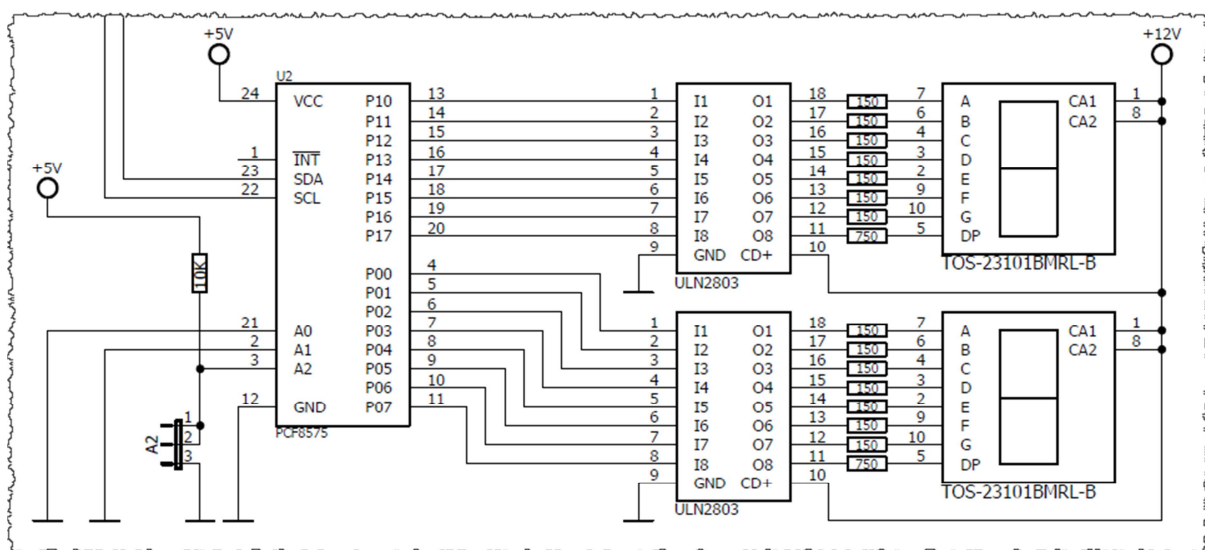 +5V
+12V
U2
24 VCC P10 13 1 I1 O1 18 150 7 A CA1 1
P11 14 2 I2 O2 17 150 6 B CA2 8
P12 15 3 I3 O3 16 150 4 C
1 INT P13 16 4 I4 O4 15 150 3 D
+5V
23 SDA P14 17 5 I5 O5 14 150 2 E
22 SCL P15 18 6 I6 O6 13 150 9 F
P16 19 7 I7 O7 12 150 10 G
P17 20 8 I8 O8 11 750 5 DP
9 GND CD+ 10
TOS-23101BMRL-B
10K
P00 4
ULN2803
P01 5
P02 6
21 A0 P03 7 1 I1 O1 18 150 7 A CA1 1
2 A1 P04 8 2 I2 O2 17 150 6 B CA2 8
3 A2 P05 9 3 I3 O3 16 150 4 C
P06 10 4 I4 O4 15 150 3 D
12 GND P07 11 5 I5 O5 14 150 2 E
PCF8575
6 I6 O6 13 150 9 F
7 I7 O7 12 150 10 G
8 I8 O8 11 750 5 DP
9 GND CD+ 10
TOS-23101BMRL-B
ULN2803
A2
1
2
3